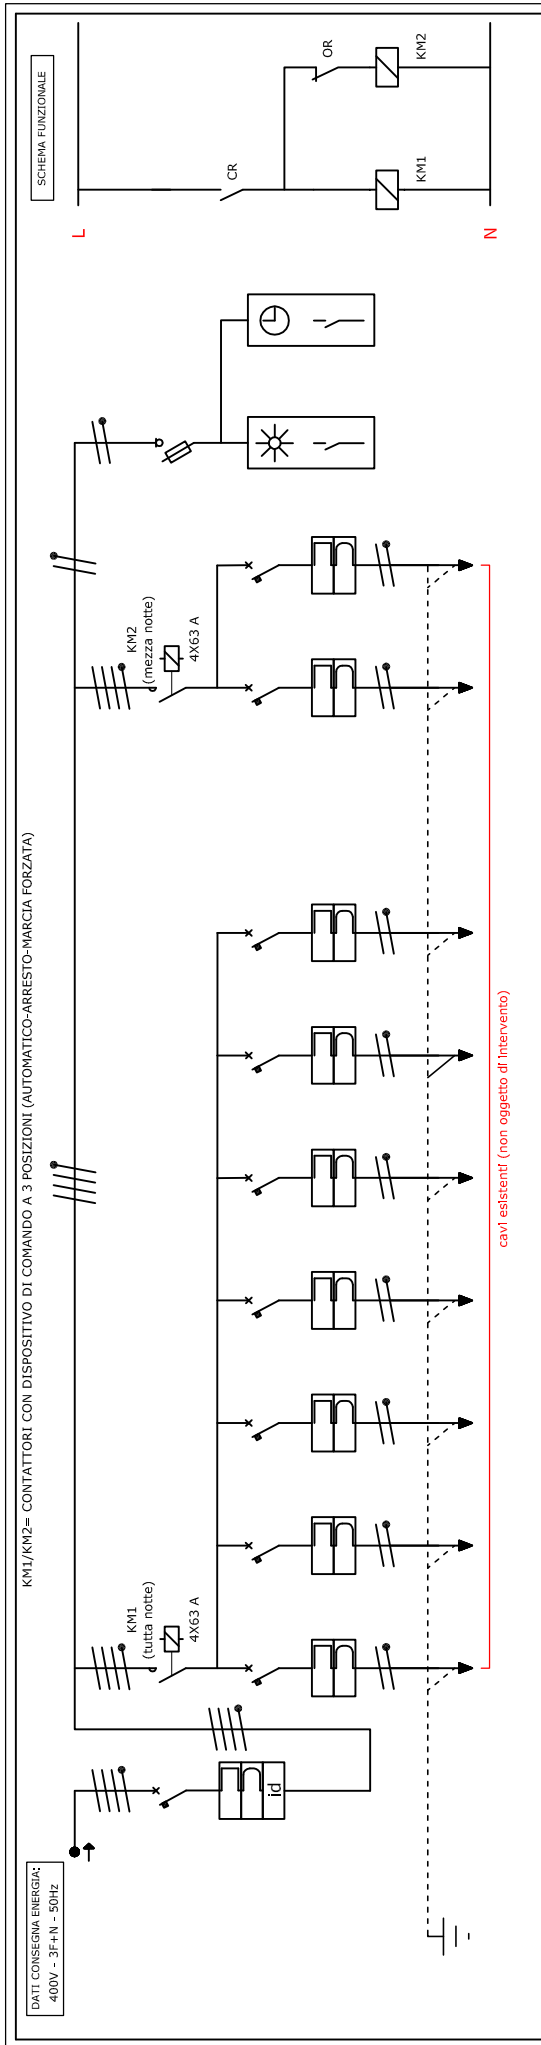 DATI CONSEGNA ENERGIA:
400V - 3F+N - 50Hz
KM1/KM2= CONTATTORI CON DISPOSITIVO DI COMANDO A 3 POSIZIONI (AUTOMATICO-ARRESTO-MARCIA FORZATA)
id
KM1
(tutta notte)
4X63 A
KM2
(mezza notte)
4X63 A
cavi esistenti (non oggetto di intervento)
SCHEMA FUNZIONALE
L
N
CR
OR
KM1
KM2